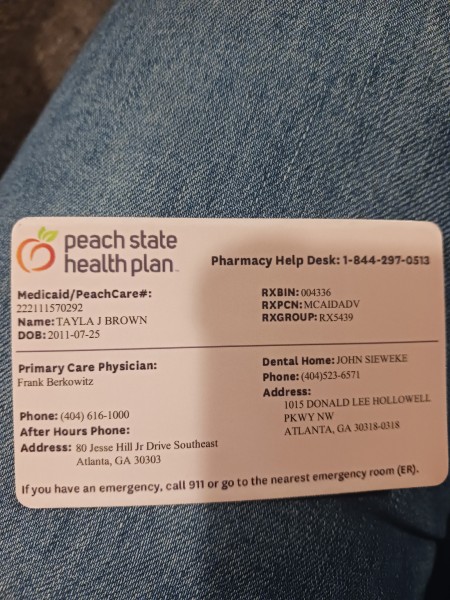 peach state
health plan™
Pharmacy Help Desk: 1-844-297-0513
Medicaid/PeachCare#:
222111570292
Name: TAYLA J BROWN
DOB: 2011-07-25
RXBIN: 004336
RXPCN: MCAIDADV
RXGROUP: RX5439
Primary Care Physician:
Frank Berkowitz
Phone: (404) 616-1000
After Hours Phone:
Address: 80 Jesse Hill Jr Drive Southeast
Atlanta, GA 30303
Dental Home: JOHN SIEWEKE
Phone: (404)523-6571
Address:
1015 DONALD LEE HOLLOWELL
PKWY NW
ATLANTA, GA 30318-0318
If you have an emergency, call 911 or go to the nearest emergency room (ER).